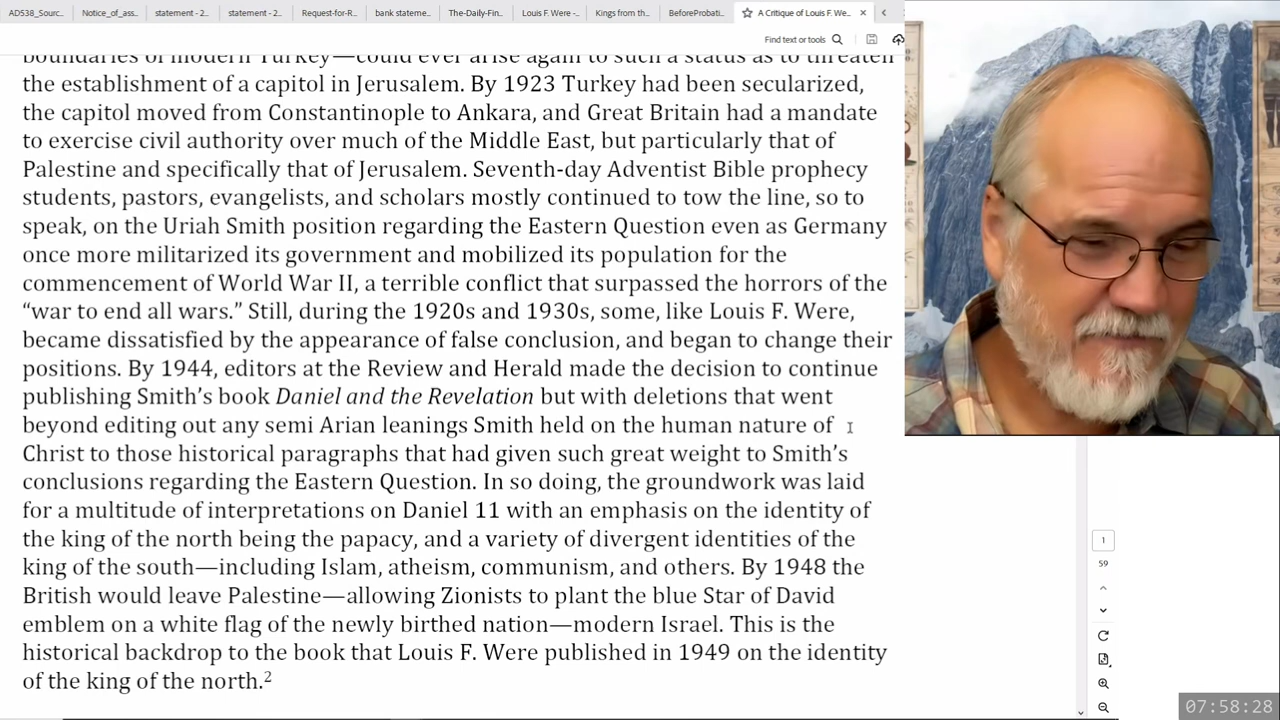 AD538_Sourc... Notice_of_ass... statement - 2... statement - 2... Request-for-R... bank stateme... The-Daily-Fin... Louis F. Were -... Kings from th... BeforeProbati... A Critique of Louis F. We...
Find text or tools
boundaries of modern Turkey—could ever arise again to such a status as to threaten
the establishment of a capitol in Jerusalem. By 1923 Turkey had been secularized,
the capitol moved from Constantinople to Ankara, and Great Britain had a mandate
to exercise civil authority over much of the Middle East, but particularly that of
Palestine and specifically that of Jerusalem. Seventh-day Adventist Bible prophecy
students, pastors, evangelists, and scholars mostly continued to tow the line, so to
speak, on the Uriah Smith position regarding the Eastern Question even as Germany
once more militarized its government and mobilized its population for the
commencement of World War II, a terrible conflict that surpassed the horrors of the
“war to end all wars.” Still, during the 1920s and 1930s, some, like Louis F. Were,
became dissatisfied by the appearance of false conclusion, and began to change their
positions. By 1944, editors at the Review and Herald made the decision to continue
publishing Smith’s book Daniel and the Revelation but with deletions that went
beyond editing out any semi Arian leanings Smith held on the human nature of
Christ to those historical paragraphs that had given such great weight to Smith’s
conclusions regarding the Eastern Question. In so doing, the groundwork was laid
for a multitude of interpretations on Daniel 11 with an emphasis on the identity of
the king of the north being the papacy, and a variety of divergent identities of the
king of the south—including Islam, atheism, communism, and others. By 1948 the
British would leave Palestine—allowing Zionists to plant the blue Star of David
emblem on a white flag of the newly birthed nation—modern Israel. This is the
historical backdrop to the book that Louis F. Were published in 1949 on the identity
of the king of the north.2
1
59
07:58:28